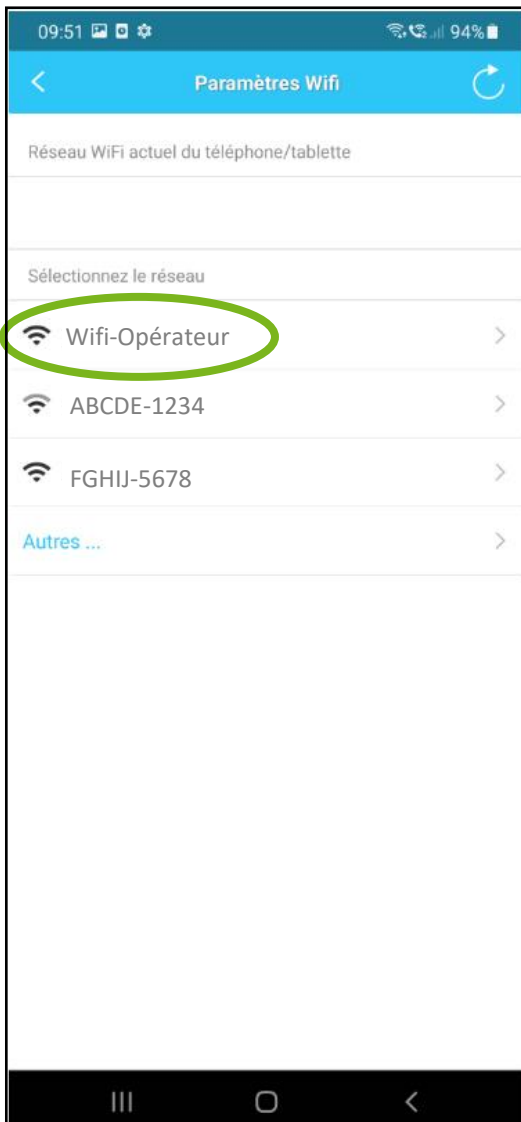 09:51 94%
Paramètres Wifi
Réseau WiFi actuel du téléphone/tablette
Sélectionnez le réseau
Wifi-Opérateur
ABCDE-1234
FGHIJ-5678
Autres ...